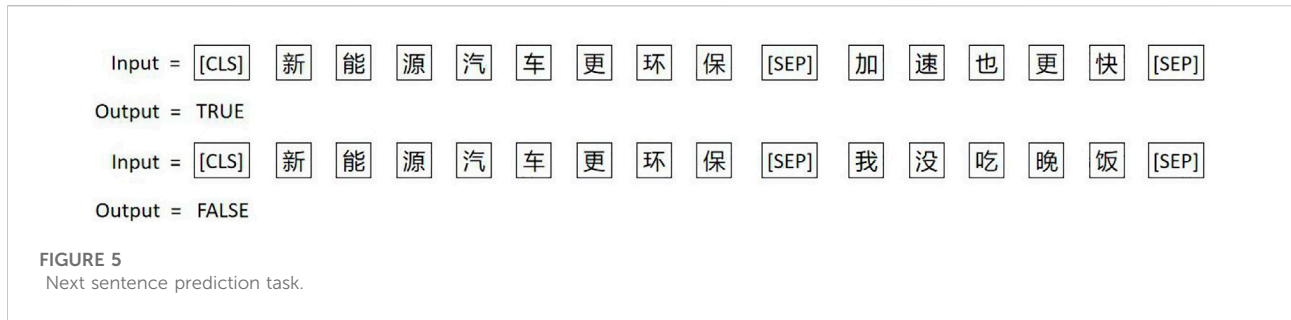 Input = [CLS] 新 能 源 汽 车 更 环 保 [SEP] 加 速 也 更 快 [SEP]
Output = TRUE
Input = [CLS] 新 能 源 汽 车 更 环 保 [SEP] 我 没 吃 晚 饭 [SEP]
Output = FALSE
FIGURE 5
Next sentence prediction task.